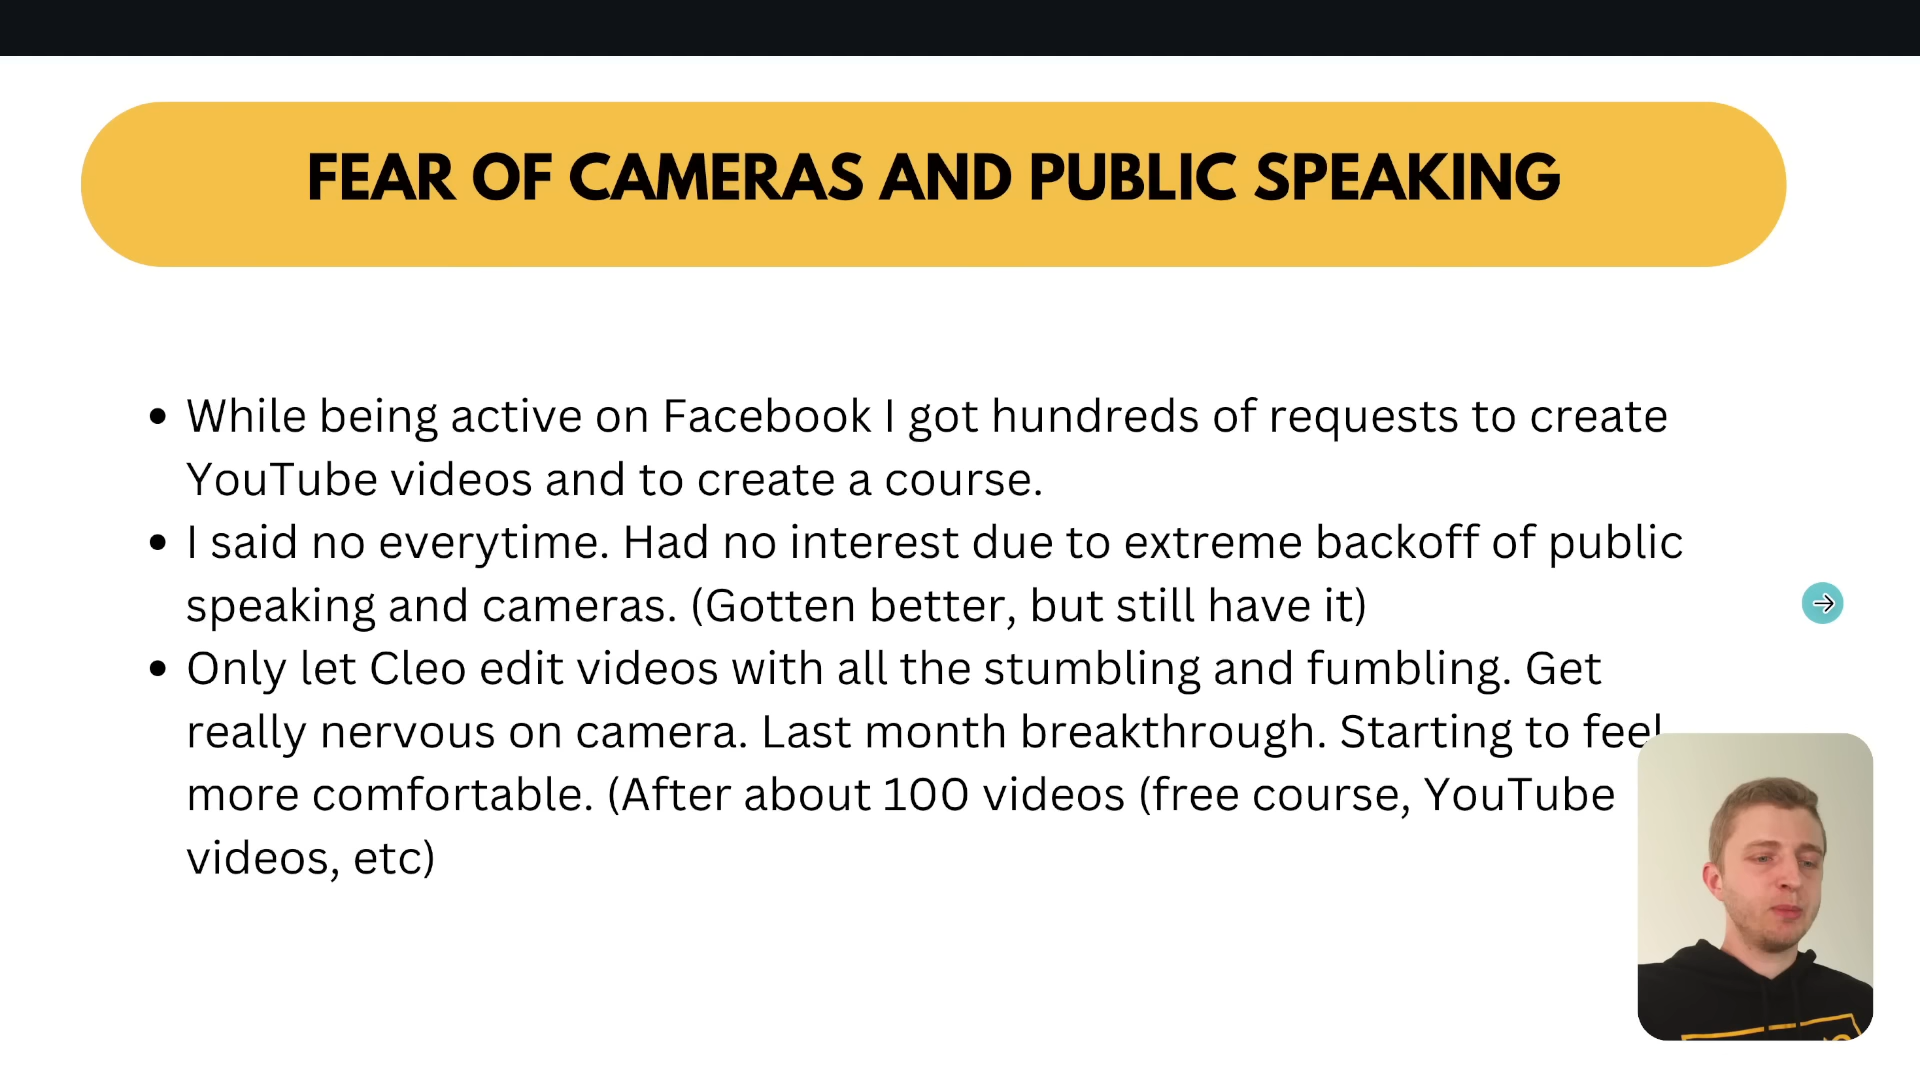 FEAR OF CAMERAS AND PUBLIC SPEAKING
• While being active on Facebook I got hundreds of requests to create
YouTube videos and to create a course.
• I said no everytime. Had no interest due to extreme backoff of public
speaking and cameras. (Gotten better, but still have it)
• Only let Cleo edit videos with all the stumbling and fumbling. Get
really nervous on camera. Last month breakthrough. Starting to feel
more comfortable. (After about 100 videos (free course, YouTube
videos, etc)